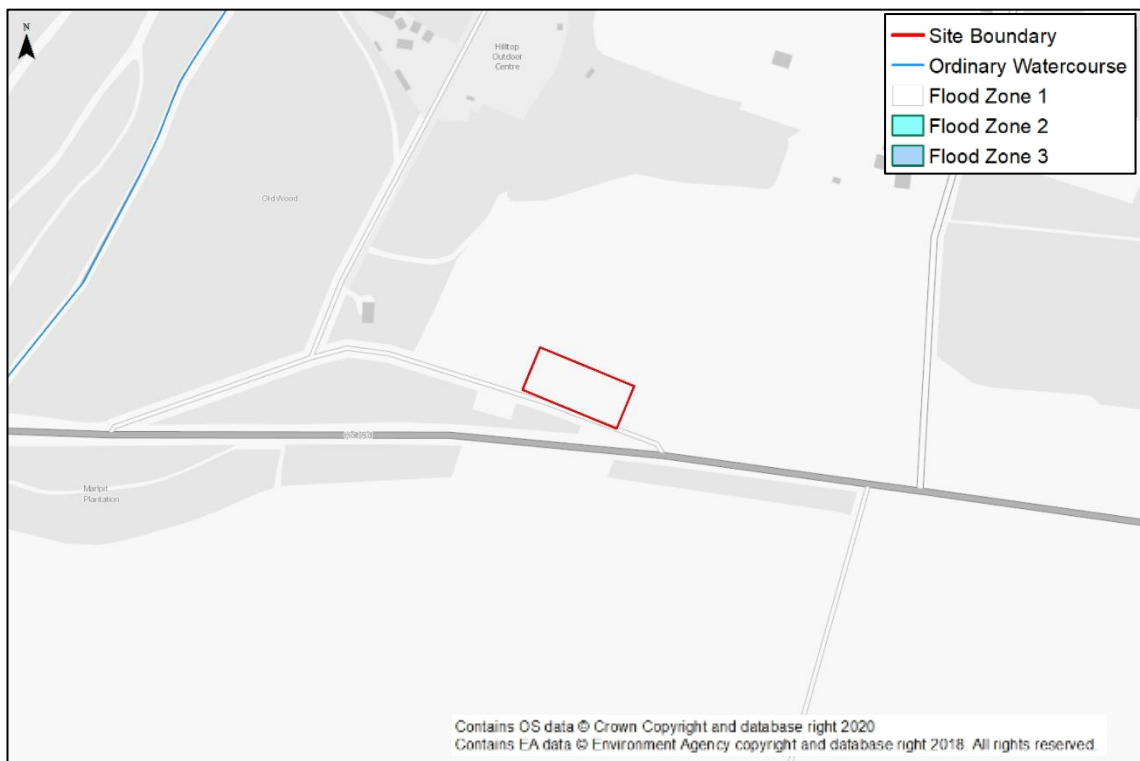 N
Hilltop
Outdoor
Centre
Site Boundary
Ordinary Watercourse
Flood Zone 1
Flood Zone 2
Flood Zone 3
Old Wood
Marlpit
Plantation
Contains OS data © Crown Copyright and database right 2020
Contains EA data © Environment Agency copyright and database right 2018. All rights reserved.